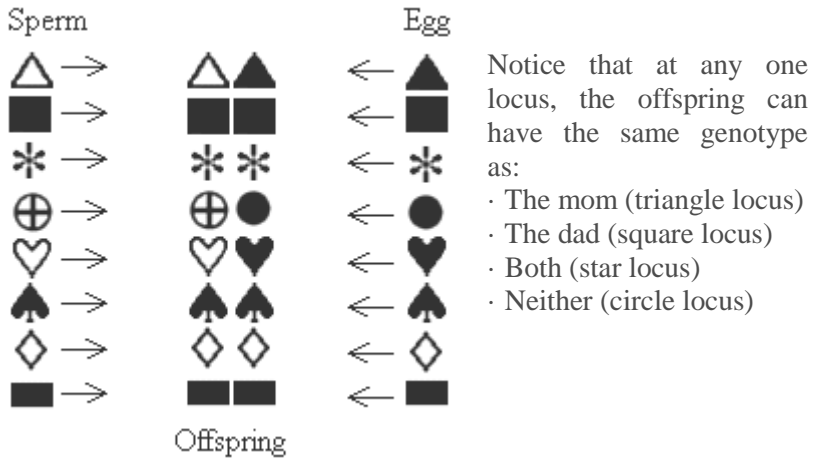 Sperm
Egg
Notice that at any one
locus, the offspring can
have the same genotype
as:
· The mom (triangle locus)
· The dad (square locus)
· Both (star locus)
· Neither (circle locus)
Offspring